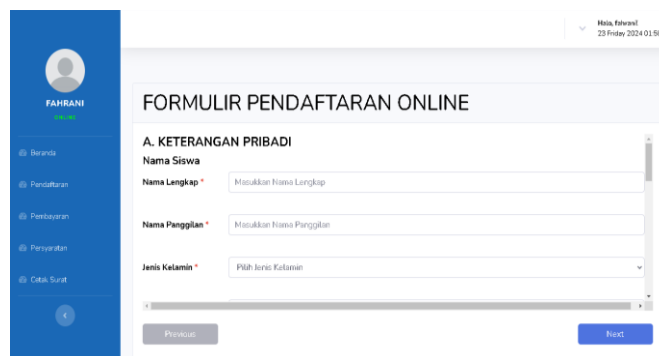 Halo, fahrani!
23 Friday 2024 01:58
FAHRANI
ONLINE
Beranda
Pendaftaran
Pembayaran
Persyaratan
Cetak Surat
FORMULIR PENDAFTARAN ONLINE
A. KETERANGAN PRIBADI
Nama Siswa
Nama Lengkap *
Masukkan Nama Lengkap
Nama Panggilan *
Masukkan Nama Panggilan
Jenis Kelamin *
Pilih Jenis Kelamin
Previous
Next